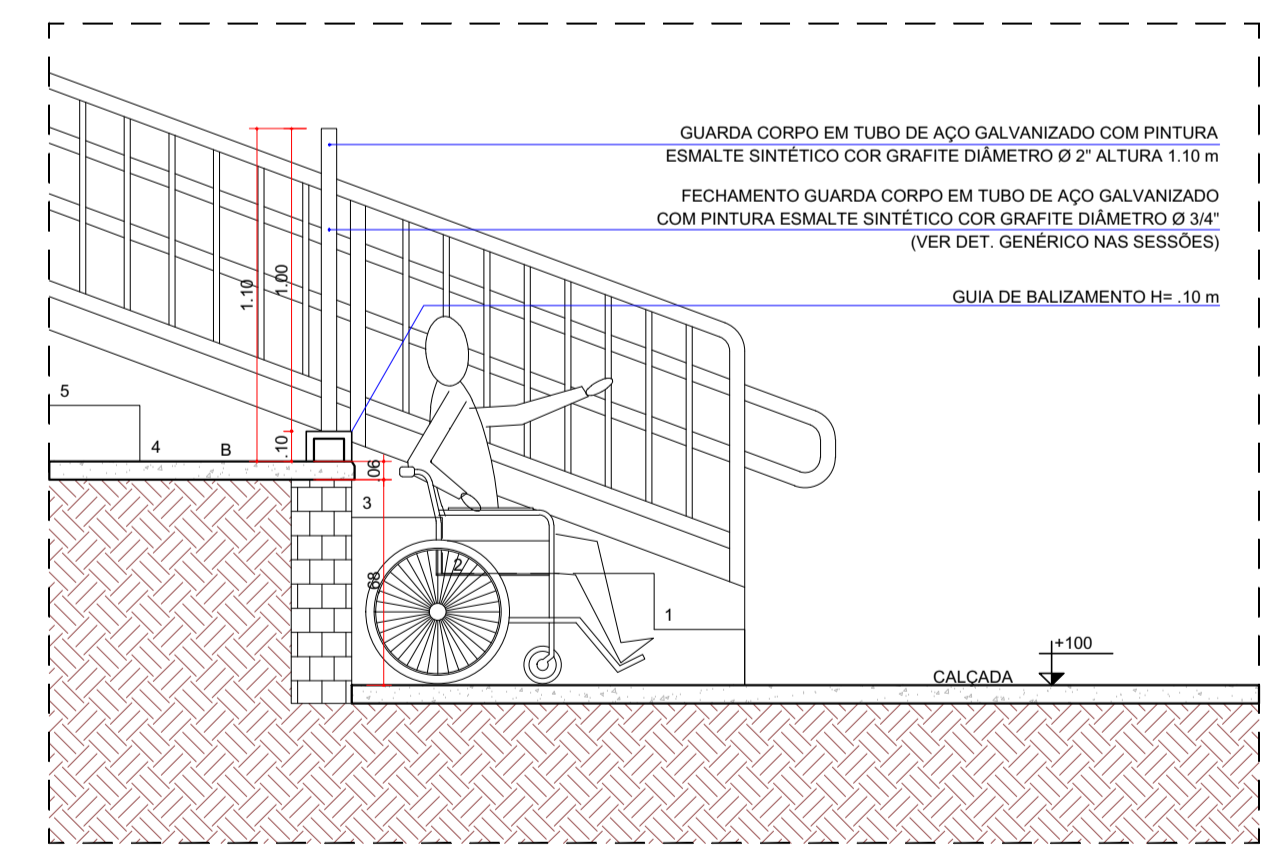 GUARDA CORPO EM TUBO DE AÇO GALVANIZADO COM PINTURA
ESMALTE SINTÉTICO COR GRAFITE DIÂMETRO Ø 2" ALTURA 1.10 m
FECHAMENTO GUARDA CORPO EM TUBO DE AÇO GALVANIZADO
COM PINTURA ESMALTE SINTÉTICO COR GRAFITE DIÂMETRO Ø 3/4"
(VER DET. GENÉRICO NAS SESSÕES)
1.10
1.00
GUIA DE BALIZAMENTO H= .10 m
5
4
B
.10
06
3
2
68
1
+100
CALÇADA